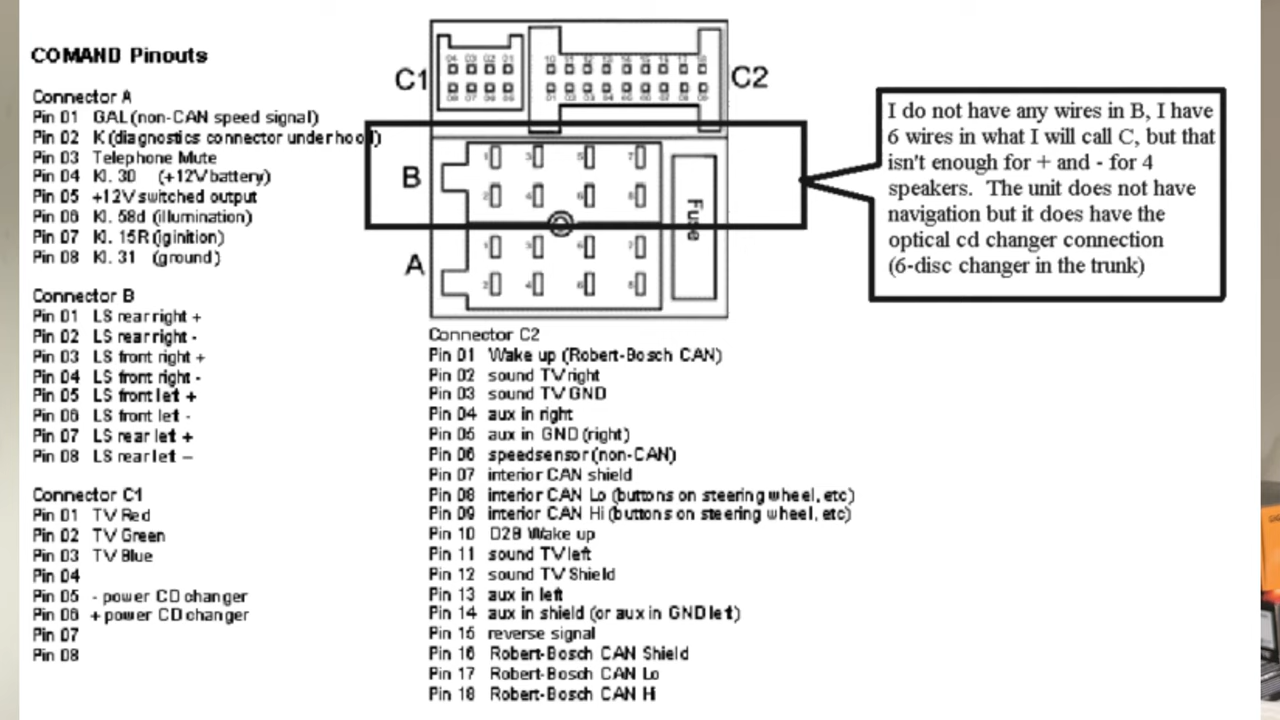 COMAND Pinouts
Connector A
Pin 01 GAL (non-CAN speed signal)
Pin 02 K (diagnostics connector under hood)
Pin 03 Telephone Mute
Pin 04 Kl. 30 (+12V battery)
Pin 05 +12V switched output
Pin 06 Kl. 58d (illumination)
Pin 07 Kl. 15R (iginition)
Pin 08 Kl. 31 (ground)
Connector B
Pin 01 LS rear right +
Pin 02 LS rear right -
Pin 03 LS front right +
Pin 04 LS front right -
Pin 05 LS front left +
Pin 06 LS front left -
Pin 07 LS rear left +
Pin 08 LS rear left –
Connector C1
Pin 01 TV Red
Pin 02 TV Green
Pin 03 TV Blue
Pin 04
Pin 05 - power CD changer
Pin 06 + power CD changer
Pin 07
Pin 08
C1
C2
B
A
Fuse
Connector C2
Pin 01 Wake up (Robert-Bosch CAN)
Pin 02 sound TV right
Pin 03 sound TV GND
Pin 04 aux in right
Pin 05 aux in GND (right)
Pin 06 speedsensor (non-CAN)
Pin 07 interior CAN shield
Pin 08 interior CAN Lo (buttons on steering wheel, etc)
Pin 09 interior CAN Hi (buttons on steering wheel, etc)
Pin 10 D2B Wake up
Pin 11 sound TV left
Pin 12 sound TV Shield
Pin 13 aux in left
Pin 14 aux in shield (or aux in GND left)
Pin 15 reverse signal
Pin 16 Robert-Bosch CAN Shield
Pin 17 Robert-Bosch CAN Lo
Pin 18 Robert-Bosch CAN Hi
I do not have any wires in B, I have
6 wires in what I will call C, but that
isn't enough for + and - for 4
speakers. The unit does not have
navigation but it does have the
optical cd changer connection
(6-disc changer in the trunk)